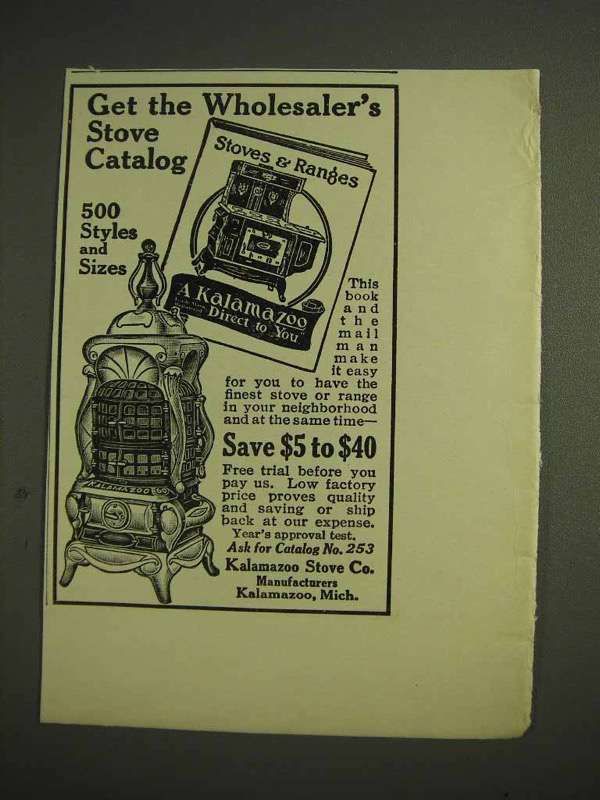 Get the Wholesaler's
Stove
Catalog
500
Styles
and
Sizes
Stoves & Ranges
A Kalamazoo
Direct to You"
This
book
and
the
mail
man
make
it easy
for you to have the
finest stove or range
in your neighborhood
and at the same time—
Save $5 to $40
Free trial before you
pay us. Low factory
price proves quality
and saving or ship
back at our expense.
Year's approval test.
Ask for Catalog No. 253
Kalamazoo Stove Co.
Manufacturers
Kalamazoo, Mich.
KALAMAZOO